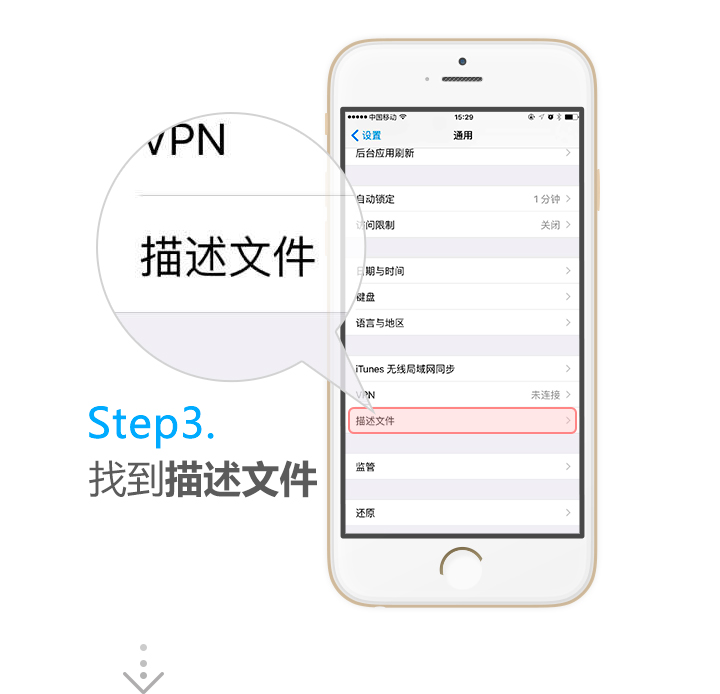 VPN
描述文件
Step3.
找到描述文件
中国移动 15:29
设置 通用
后台应用刷新
自动锁定 1分钟
访问限制 关闭
日期与时间
键盘
语言与地区
iTunes 无线局域网同步
VPN 未连接
描述文件
监管
还原